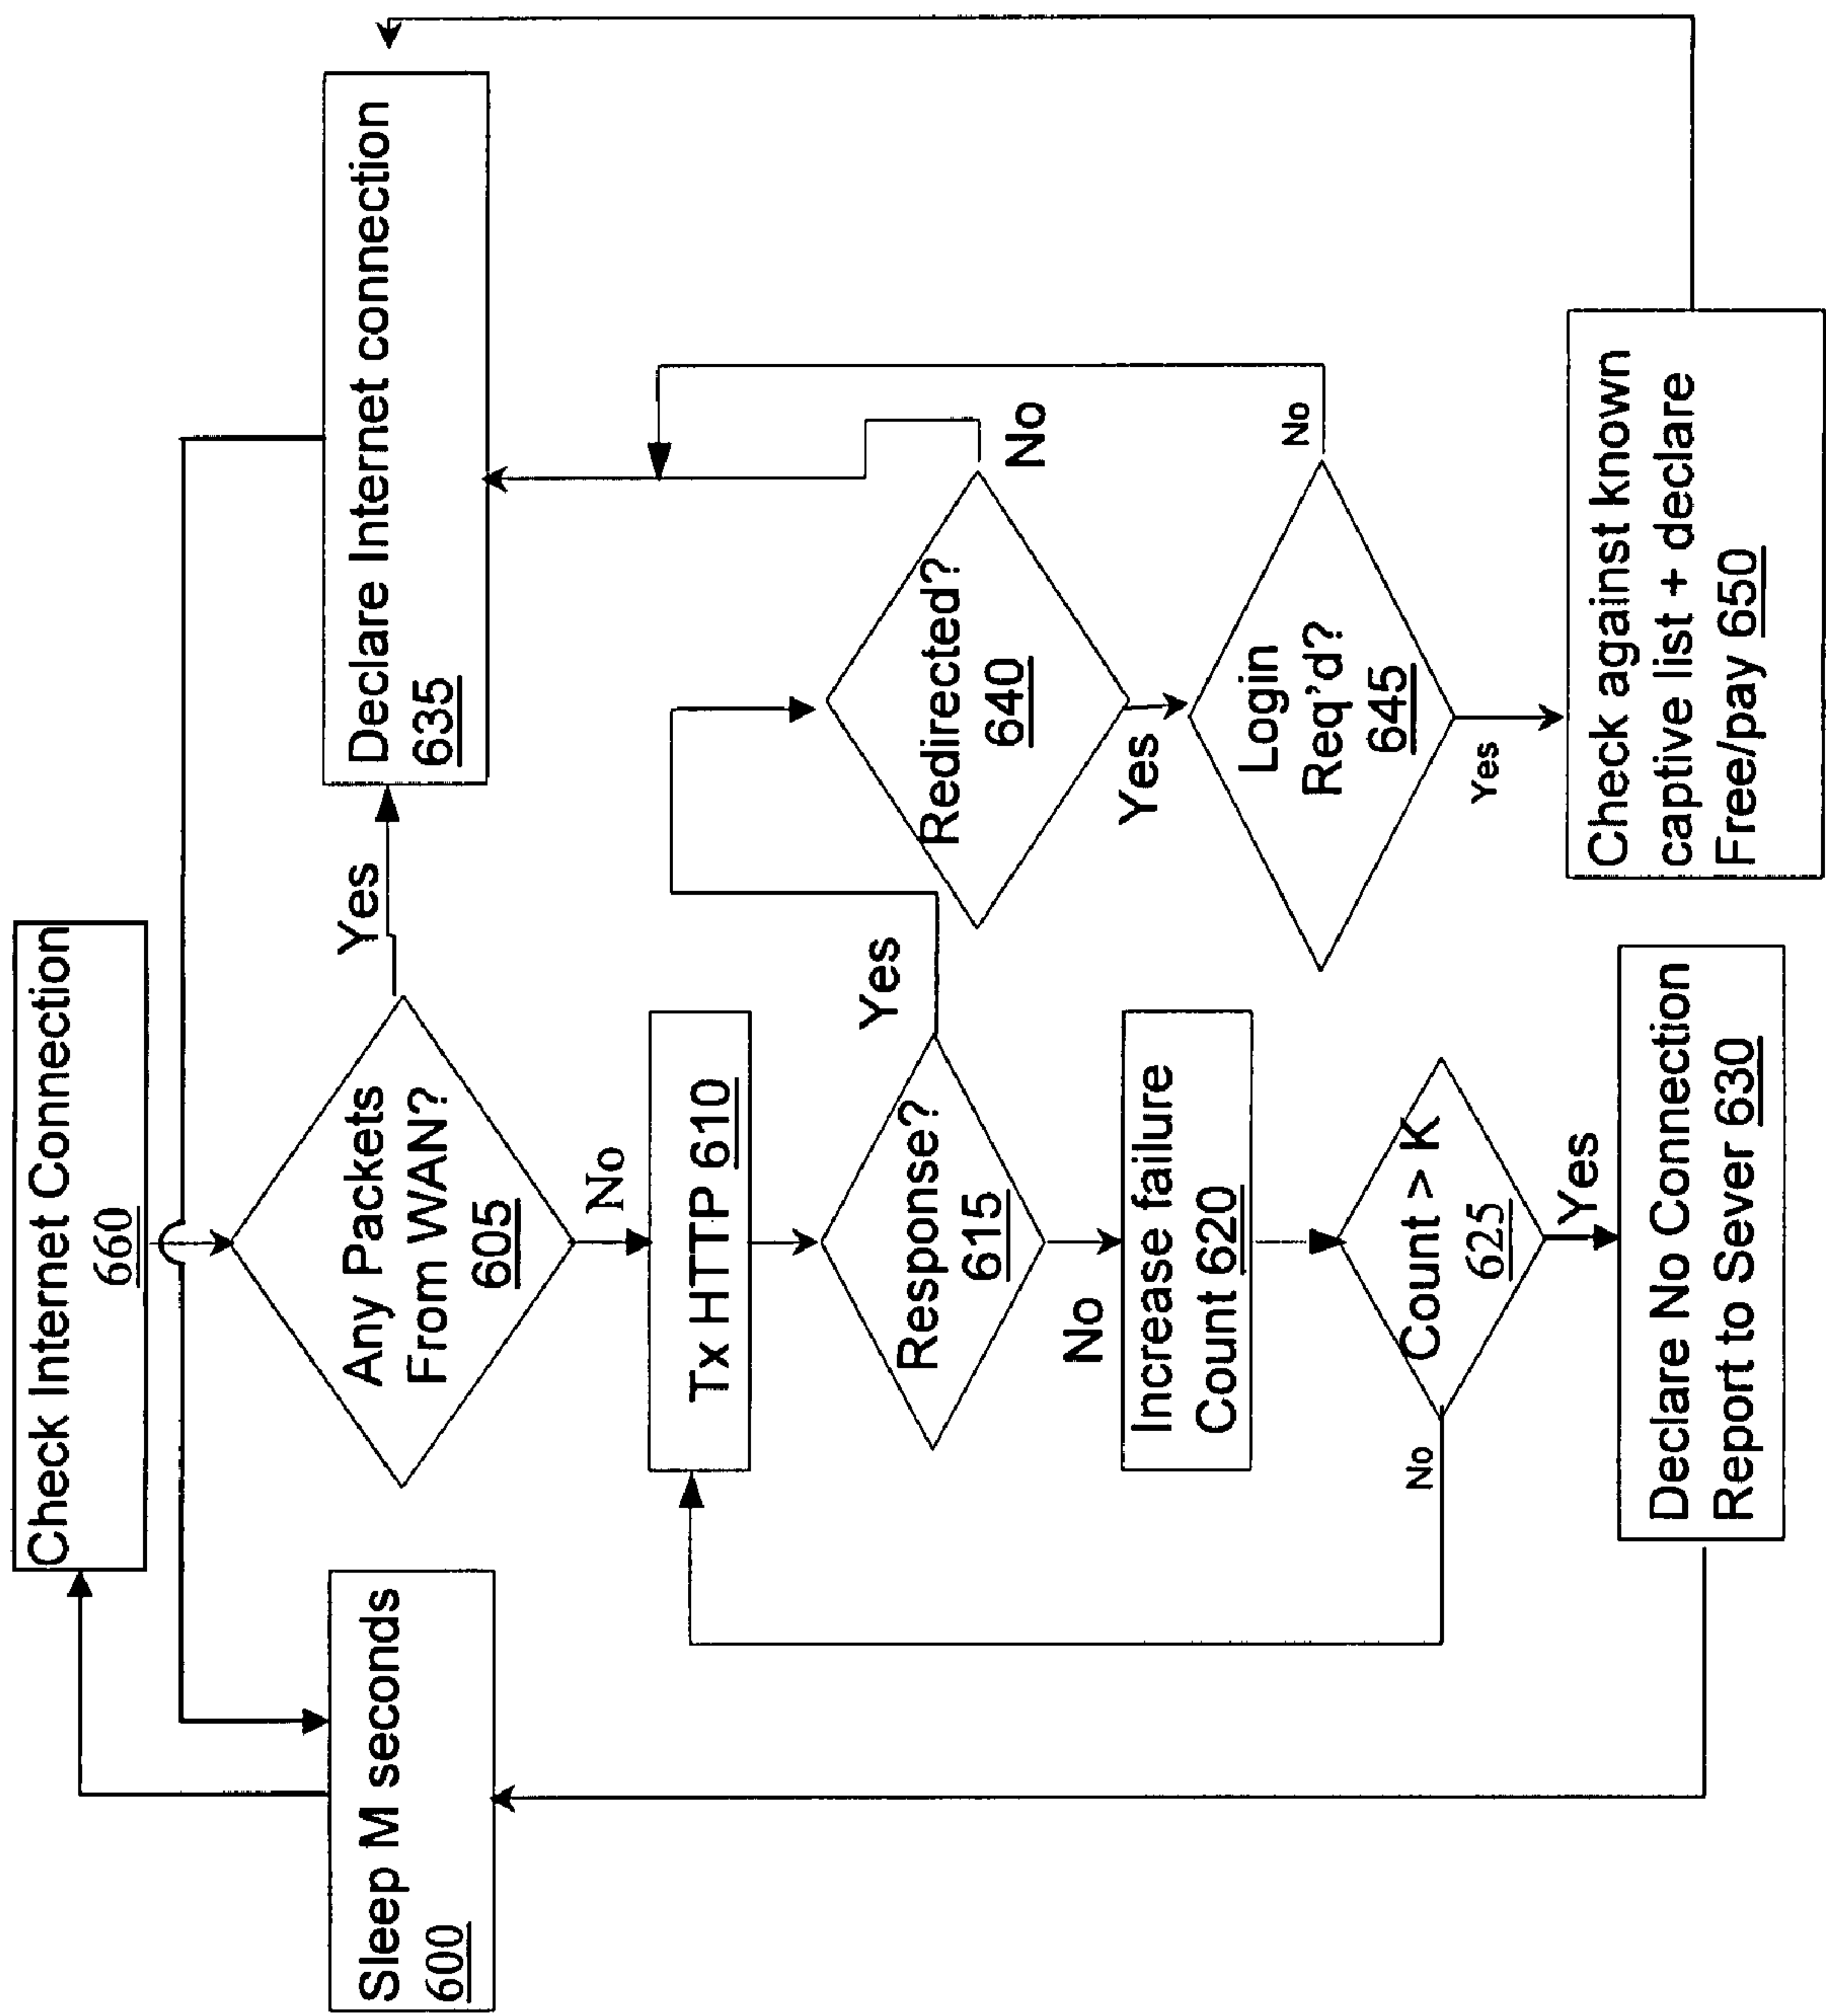 Check Internet Connection
660
Sleep M seconds
600
Any Packets
From WAN?
605
Yes
Declare Internet connection
635
No
Tx HTTP 610
Response?
615
Yes
No
Redirected?
640
No
Yes
Increase failure
Count 620
Login
Req'd?
645
No
Yes
Count > K
625
No
Yes
Declare No Connection
Report to Sever 630
Check against known
captive list + declare
Free/pay 650